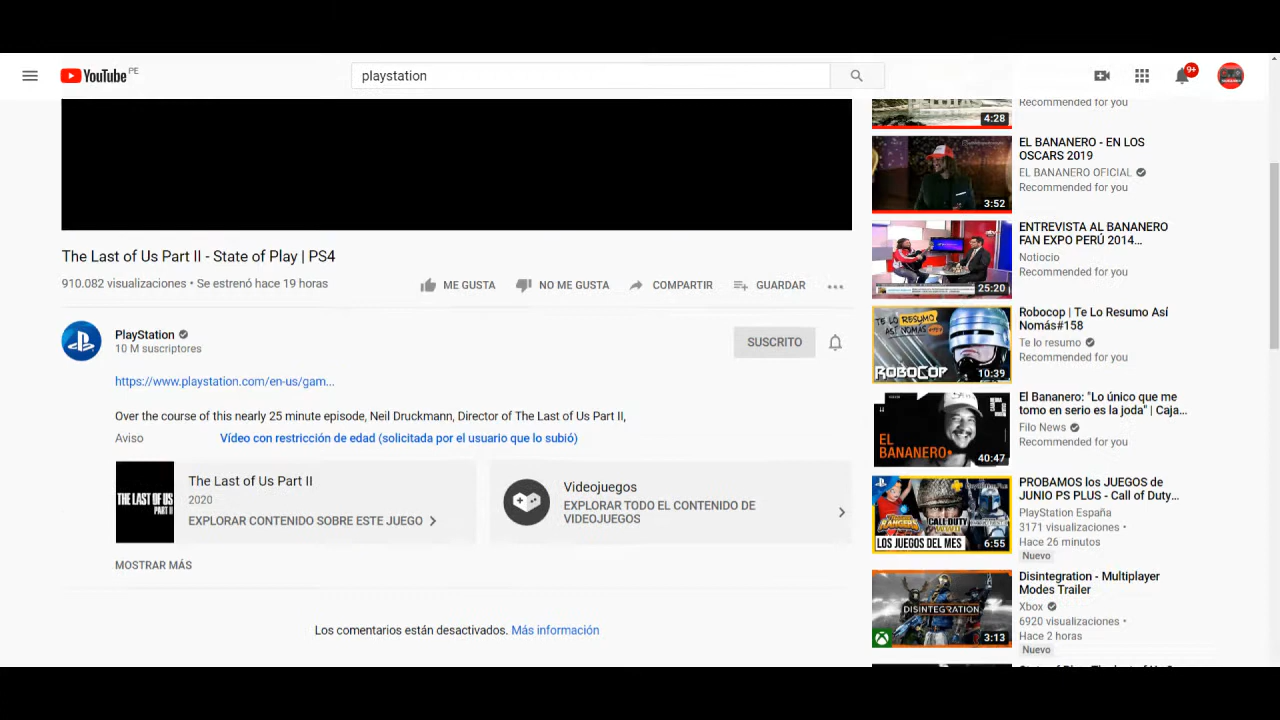 YouTube PE
playstation
9+
The Last of Us Part II - State of Play | PS4
910.082 visualizaciones • Se estrenó hace 19 horas
ME GUSTA
NO ME GUSTA
COMPARTIR
GUARDAR
PlayStation
10 M suscriptores
SUSCRITO
https://www.playstation.com/en-us/gam...
Over the course of this nearly 25 minute episode, Neil Druckmann, Director of The Last of Us Part II,
Aviso
Vídeo con restricción de edad (solicitada por el usuario que lo subió)
THE LAST OF US
PART II
The Last of Us Part II
2020
EXPLORAR CONTENIDO SOBRE ESTE JUEGO
Videojuegos
EXPLORAR TODO EL CONTENIDO DE
VIDEOJUEGOS
MOSTRAR MÁS
Los comentarios están desactivados. Más información
4:28
Recommended for you
3:52
EL BANANERO - EN LOS
OSCARS 2019
EL BANANERO OFICIAL
Recommended for you
25:20
ENTREVISTA AL BANANERO
FAN EXPO PERÚ 2014...
Notiocio
Recommended for you
TE LO RESUMO
ASÍ NOMÁS
ROBOCOP
10:39
Robocop | Te Lo Resumo Así
Nomás#158
Te lo resumo
Recommended for you
EL
BANANERO
40:47
El Bananero: "Lo único que me
tomo en serio es la joda" | Caja...
Filo News
Recommended for you
LOS JUEGOS DEL MES
6:55
PROBAMOS los JUEGOS de
JUNIO PS PLUS - Call of Duty...
PlayStation España
3171 visualizaciones •
Hace 26 minutos
Nuevo
DISINTEGRATION
3:13
Disintegration - Multiplayer
Modes Trailer
Xbox
6920 visualizaciones •
Hace 2 horas
Nuevo